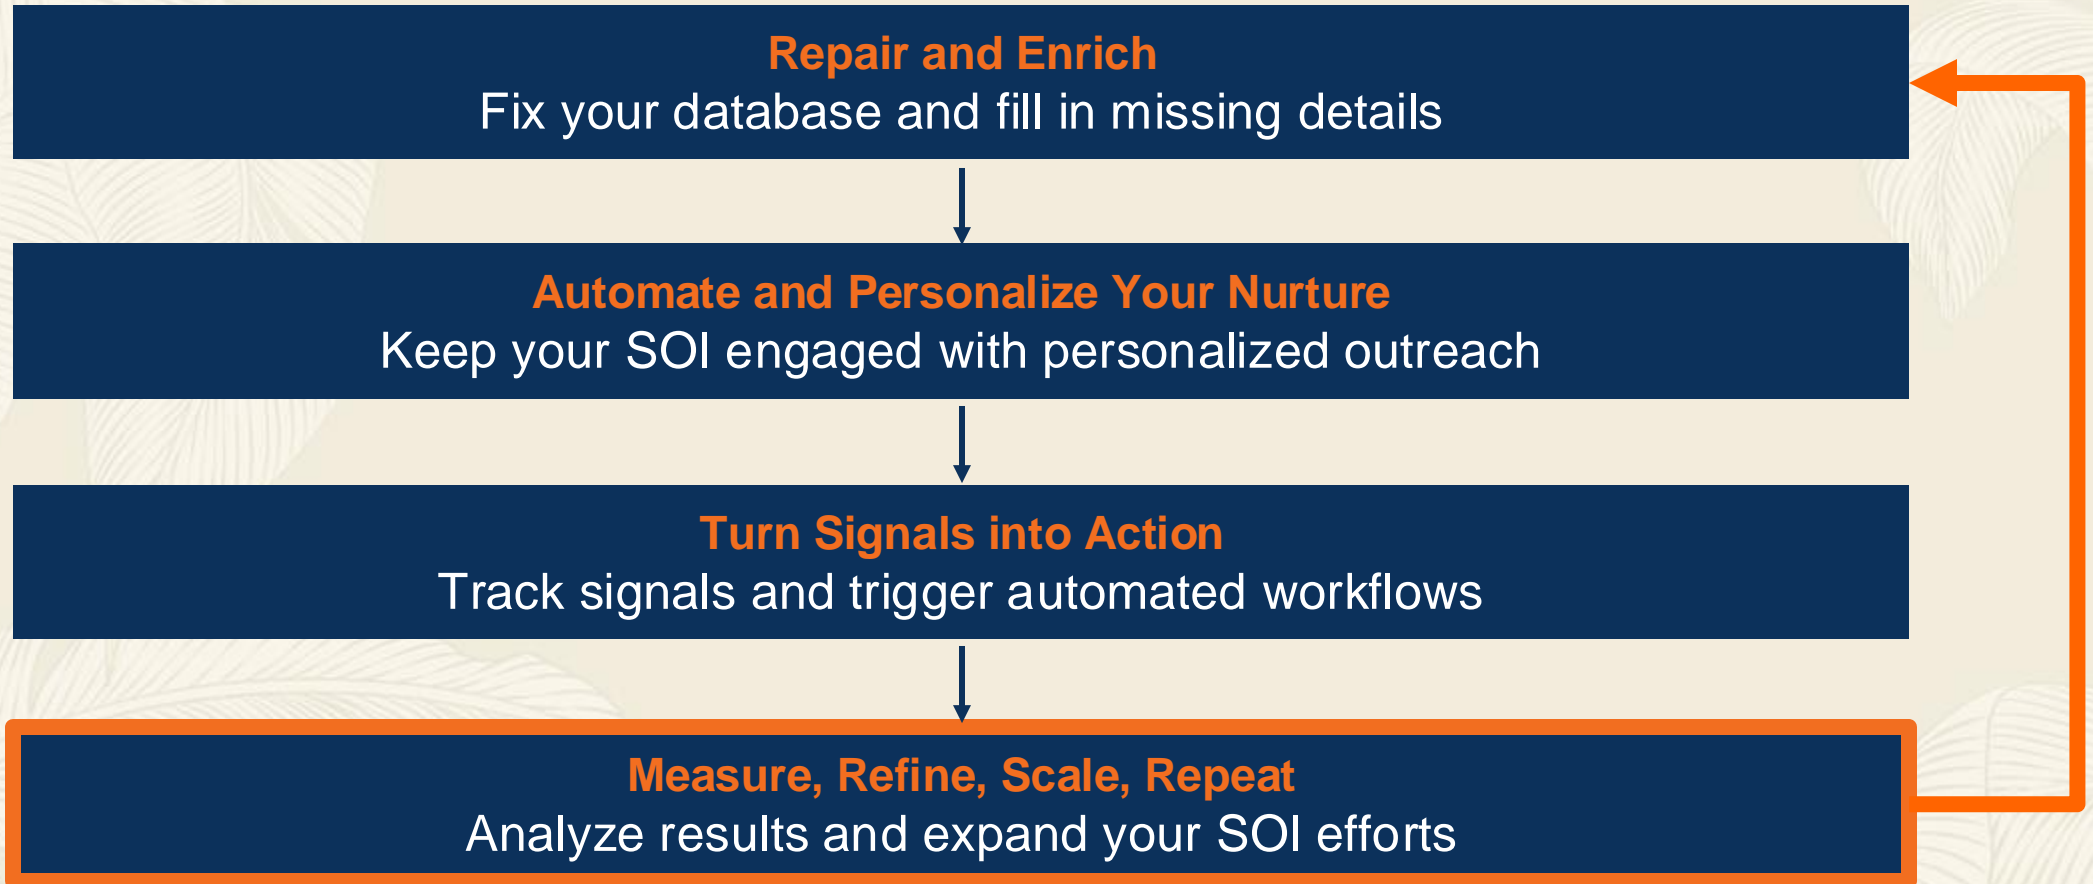 Repair and Enrich
Fix your database and fill in missing details
Automate and Personalize Your Nurture
Keep your SOI engaged with personalized outreach
Turn Signals into Action
Track signals and trigger automated workflows
Measure, Refine, Scale, Repeat
Analyze results and expand your SOI efforts